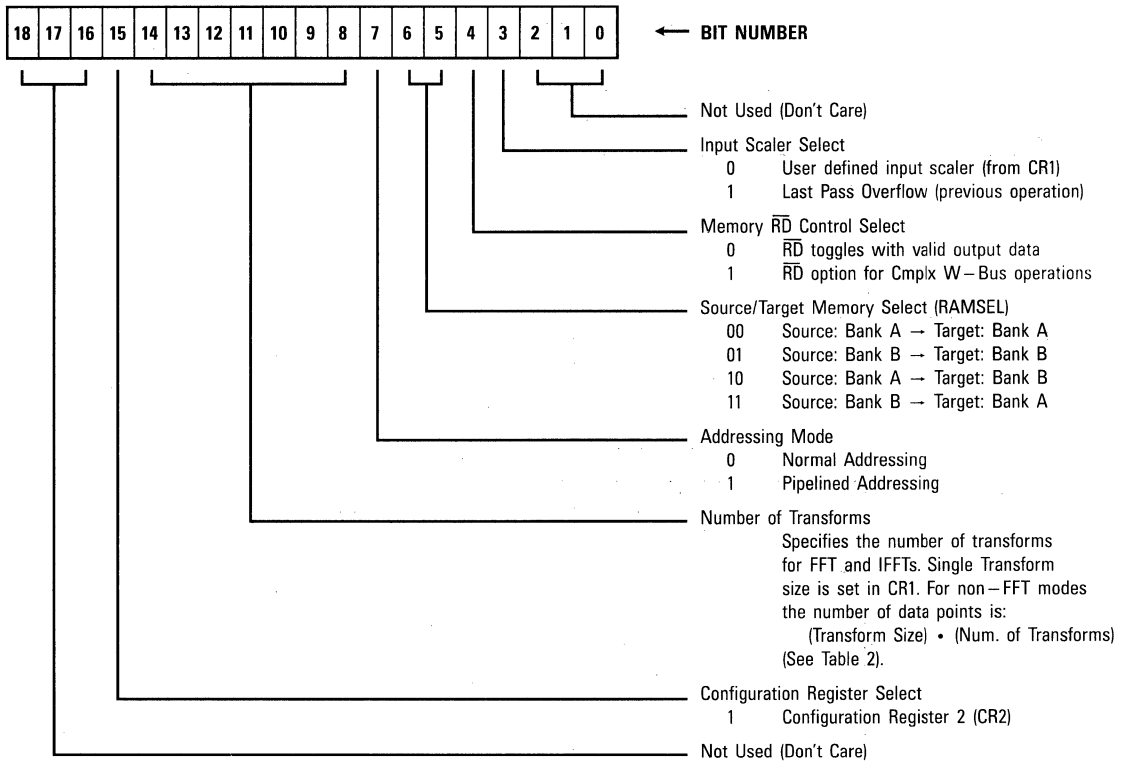 18 17 16 15 14 13 12 11 10 9 8 7 6 5 4 3 2 1 0 ← BIT NUMBER
Not Used (Don't Care)
Input Scaler Select
0 User defined input scaler (from CR1)
1 Last Pass Overflow (previous operation)
Memory R̅D̅ Control Select
0 R̅D̅ toggles with valid output data
1 R̅D̅ option for Cmplx W–Bus operations
Source/Target Memory Select (RAMSEL)
00 Source: Bank A → Target: Bank A
01 Source: Bank B → Target: Bank B
10 Source: Bank A → Target: Bank B
11 Source: Bank B → Target: Bank A
Addressing Mode
0 Normal Addressing
1 Pipelined Addressing
Number of Transforms
Specifies the number of transforms
for FFT and IFFTs. Single Transform
size is set in CR1. For non–FFT modes
the number of data points is:
(Transform Size) • (Num. of Transforms)
(See Table 2).
Configuration Register Select
1 Configuration Register 2 (CR2)
Not Used (Don't Care)